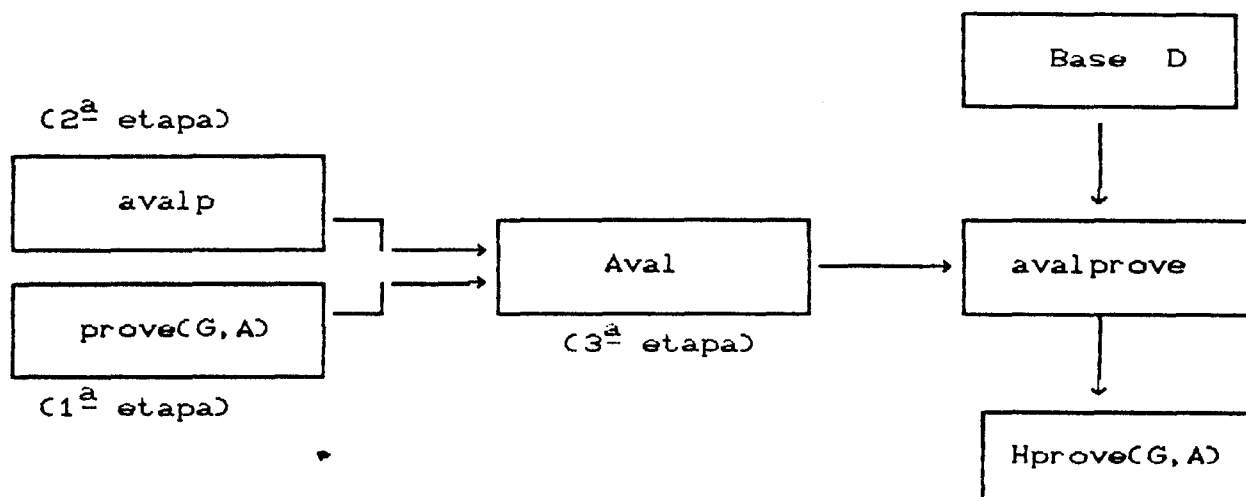 Base D
(2ª etapa)
avalp
Aval
avalprove
prove(G,A)
(3ª etapa)
(1ª etapa)
Hprove(G,A)